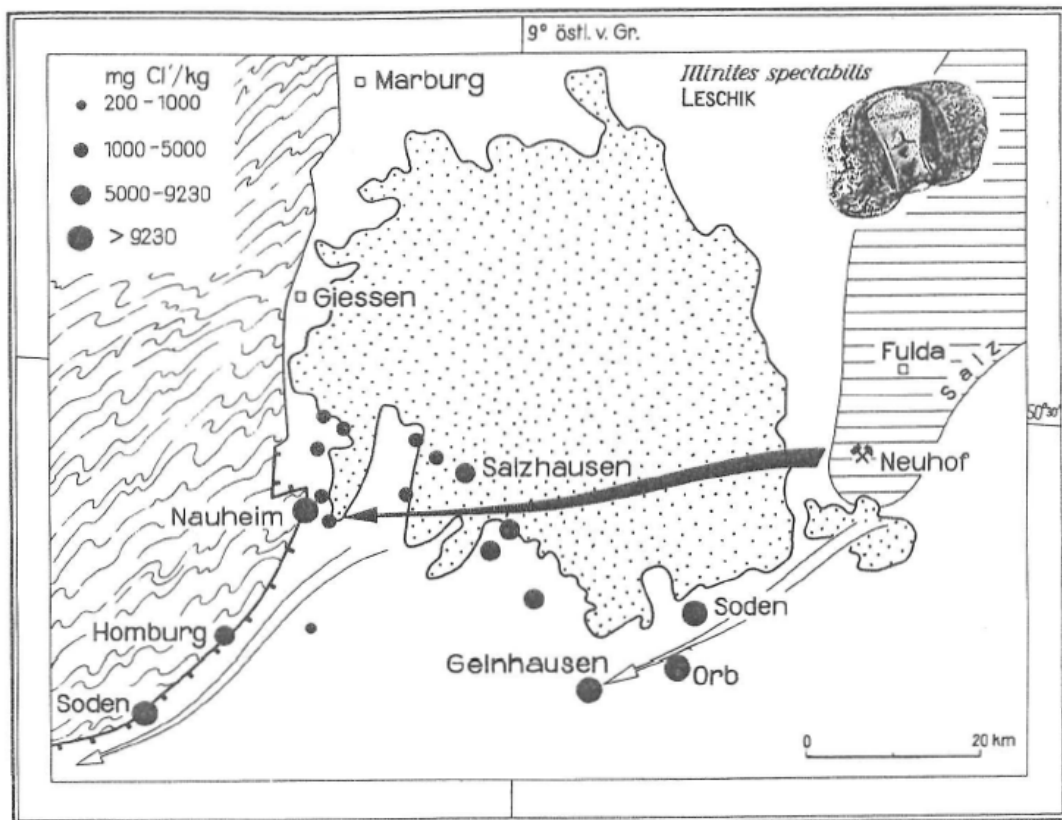 9° östl. v. Gr.
mg Cl'/kg
200 - 1000
1000 - 5000
5000 - 9230
> 9230
Marburg
Illinites spectabilis
LESCHIK
Giessen
Fulda
Salz
50°30'
Salzhausen
Neuhof
Nauheim
Homburg
Soden
Gelnhausen
Orb
Soden
0 20 km